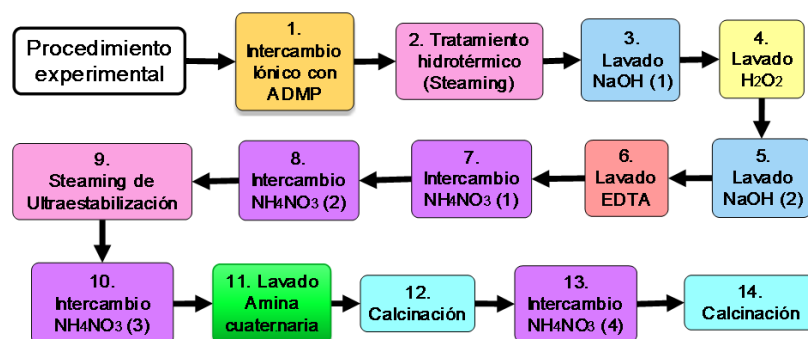 Procedimiento
experimental
1.
Intercambio
Iónico con
ADMP
2. Tratamiento
hidrotérmico
(Steaming)
3.
Lavado
NaOH (1)
4.
Lavado
H2O2
5.
Lavado
NaOH (2)
6.
Lavado
EDTA
7.
Intercambio
NH4NO3 (1)
8.
Intercambio
NH4NO3 (2)
9.
Steaming de
Ultraestabilización
10.
Intercambio
NH4NO3 (3)
11. Lavado
Amina
cuaternaria
12.
Calcinación
13.
Intercambio
NH4NO3 (4)
14.
Calcinación